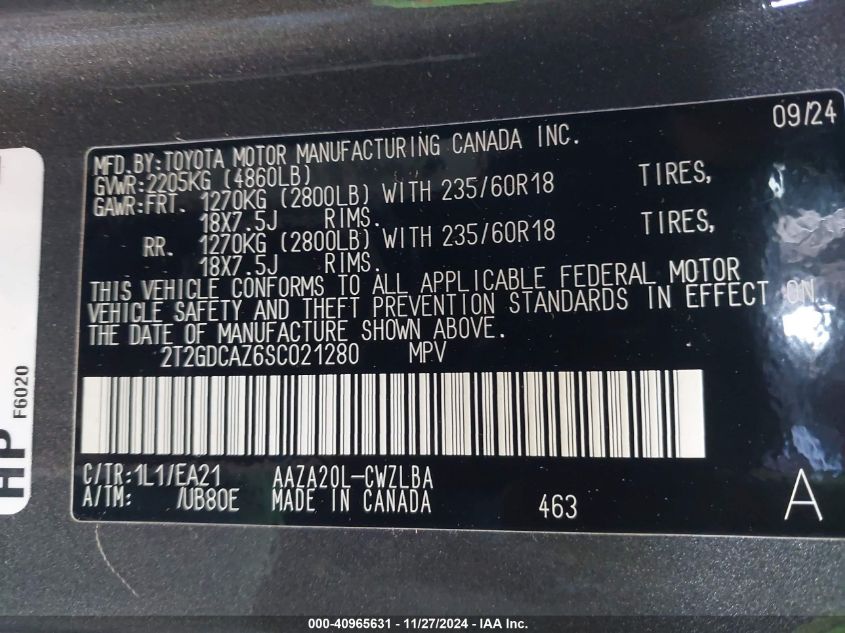 09/24
MFD.BY:TOYOTA MOTOR MANUFACTURING CANADA INC.
GVWR:2205KG (4860LB)
GAWR:FRT. 1270KG (2800LB) WITH 235/60R18 TIRES,
18X7.5J RIMS.
RR. 1270KG (2800LB) WITH 235/60R18 TIRES,
18X7.5J RIMS.
THIS VEHICLE CONFORMS TO ALL APPLICABLE FEDERAL MOTOR
VEHICLE SAFETY AND THEFT PREVENTION STANDARDS IN EFFECT ON
THE DATE OF MANUFACTURE SHOWN ABOVE.
2T2GDCAZ6SC021280 MPV
C/TR:1L1/EA21 AAZA20L-CWZLBA
A/TM: /UB80E MADE IN CANADA 463 A
HP F6020
000-40965631 - 11/27/2024 - IAA Inc.